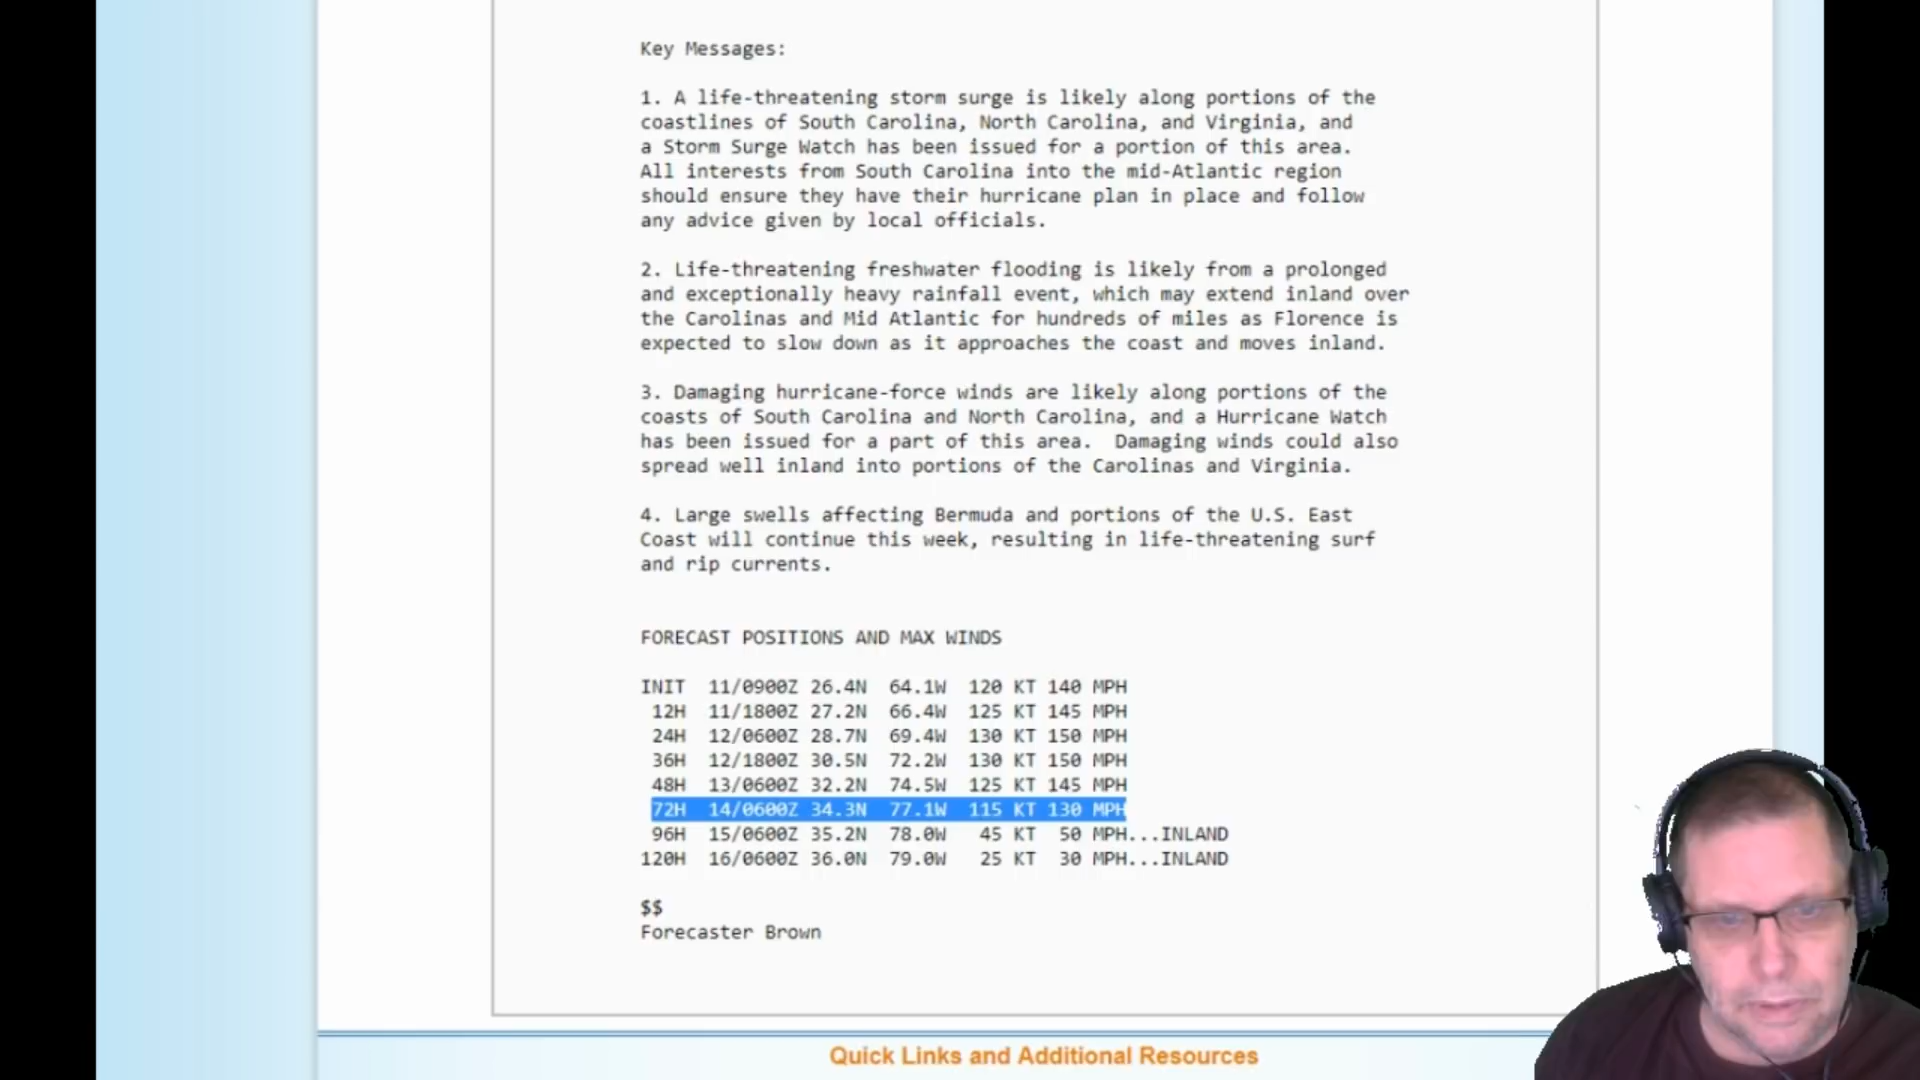 Key Messages:
1. A life-threatening storm surge is likely along portions of the
coastlines of South Carolina, North Carolina, and Virginia, and
a Storm Surge Watch has been issued for a portion of this area.
All interests from South Carolina into the mid-Atlantic region
should ensure they have their hurricane plan in place and follow
any advice given by local officials.
2. Life-threatening freshwater flooding is likely from a prolonged
and exceptionally heavy rainfall event, which may extend inland over
the Carolinas and Mid Atlantic for hundreds of miles as Florence is
expected to slow down as it approaches the coast and moves inland.
3. Damaging hurricane-force winds are likely along portions of the
coasts of South Carolina and North Carolina, and a Hurricane Watch
has been issued for a part of this area.  Damaging winds could also
spread well inland into portions of the Carolinas and Virginia.
4. Large swells affecting Bermuda and portions of the U.S. East
Coast will continue this week, resulting in life-threatening surf
and rip currents.
FORECAST POSITIONS AND MAX WINDS
INIT  11/0900Z 26.4N  64.1W  120 KT 140 MPH
12H  11/1800Z 27.2N  66.4W  125 KT 145 MPH
24H  12/0600Z 28.7N  69.4W  130 KT 150 MPH
36H  12/1800Z 30.5N  72.2W  130 KT 150 MPH
48H  13/0600Z 32.2N  74.5W  125 KT 145 MPH
72H  14/0600Z 34.3N  77.1W  115 KT 130 MPH
96H  15/0600Z 35.2N  78.0W   45 KT  50 MPH...INLAND
120H  16/0600Z 36.0N  79.0W   25 KT  30 MPH...INLAND
$$
Forecaster Brown
Quick Links and Additional Resources